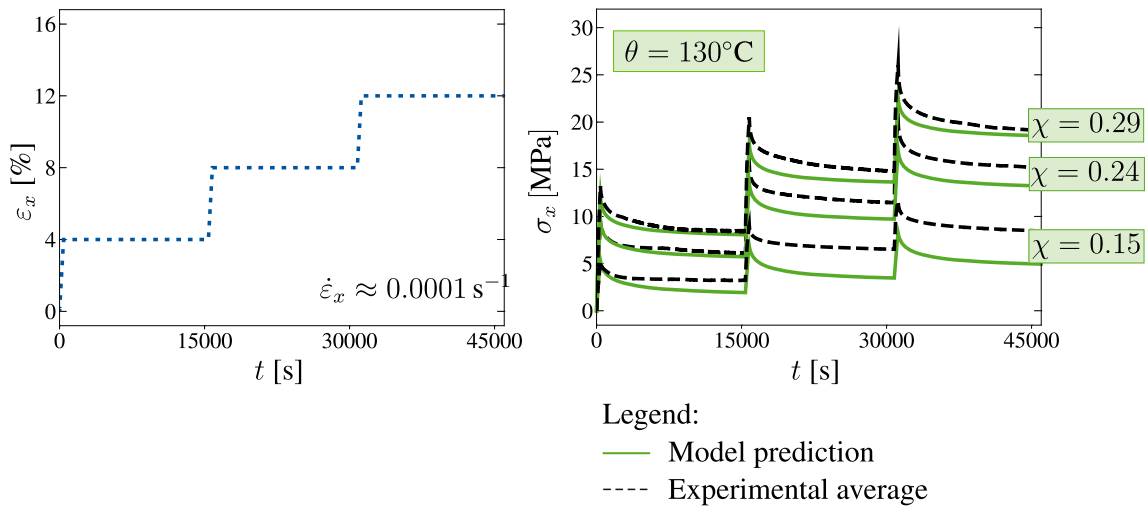 16
12
8
4
0
ε_x [%]
ε̇_x ≈ 0.0001 s⁻¹
0 15000 30000 45000
t [s]
30
25
20
15
10
5
0
σ_x [MPa]
θ = 130°C
χ = 0.29
χ = 0.24
χ = 0.15
0 15000 30000 45000
t [s]
Legend:
Model prediction
Experimental average